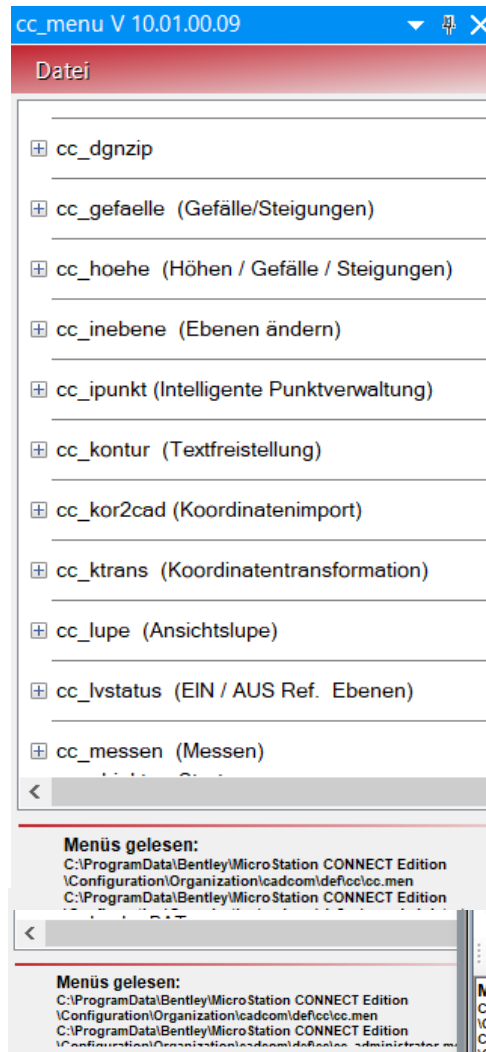 cc_menu V 10.01.00.09
Datei
cc_dgnzip
cc_gefaelle (Gefälle/Steigungen)
cc_hoehe (Höhen / Gefälle / Steigungen)
cc_inebene (Ebenen ändern)
cc_ipunkt (Intelligente Punktverwaltung)
cc_kontur (Textfreistellung)
cc_kor2cad (Koordinatenimport)
cc_ktrans (Koordinatentransformation)
cc_lupe (Ansichtslupe)
cc_lvstatus (EIN / AUS Ref. Ebenen)
cc_messen (Messen)
Menüs gelesen:
C:\ProgramData\Bentley\MicroStation CONNECT Edition
\Configuration\Organization\cadcom\def\cc\cc.men
C:\ProgramData\Bentley\MicroStation CONNECT Edition
Menüs gelesen:
C:\ProgramData\Bentley\MicroStation CONNECT Edition
\Configuration\Organization\cadcom\def\cc\cc.men
C:\ProgramData\Bentley\MicroStation CONNECT Edition